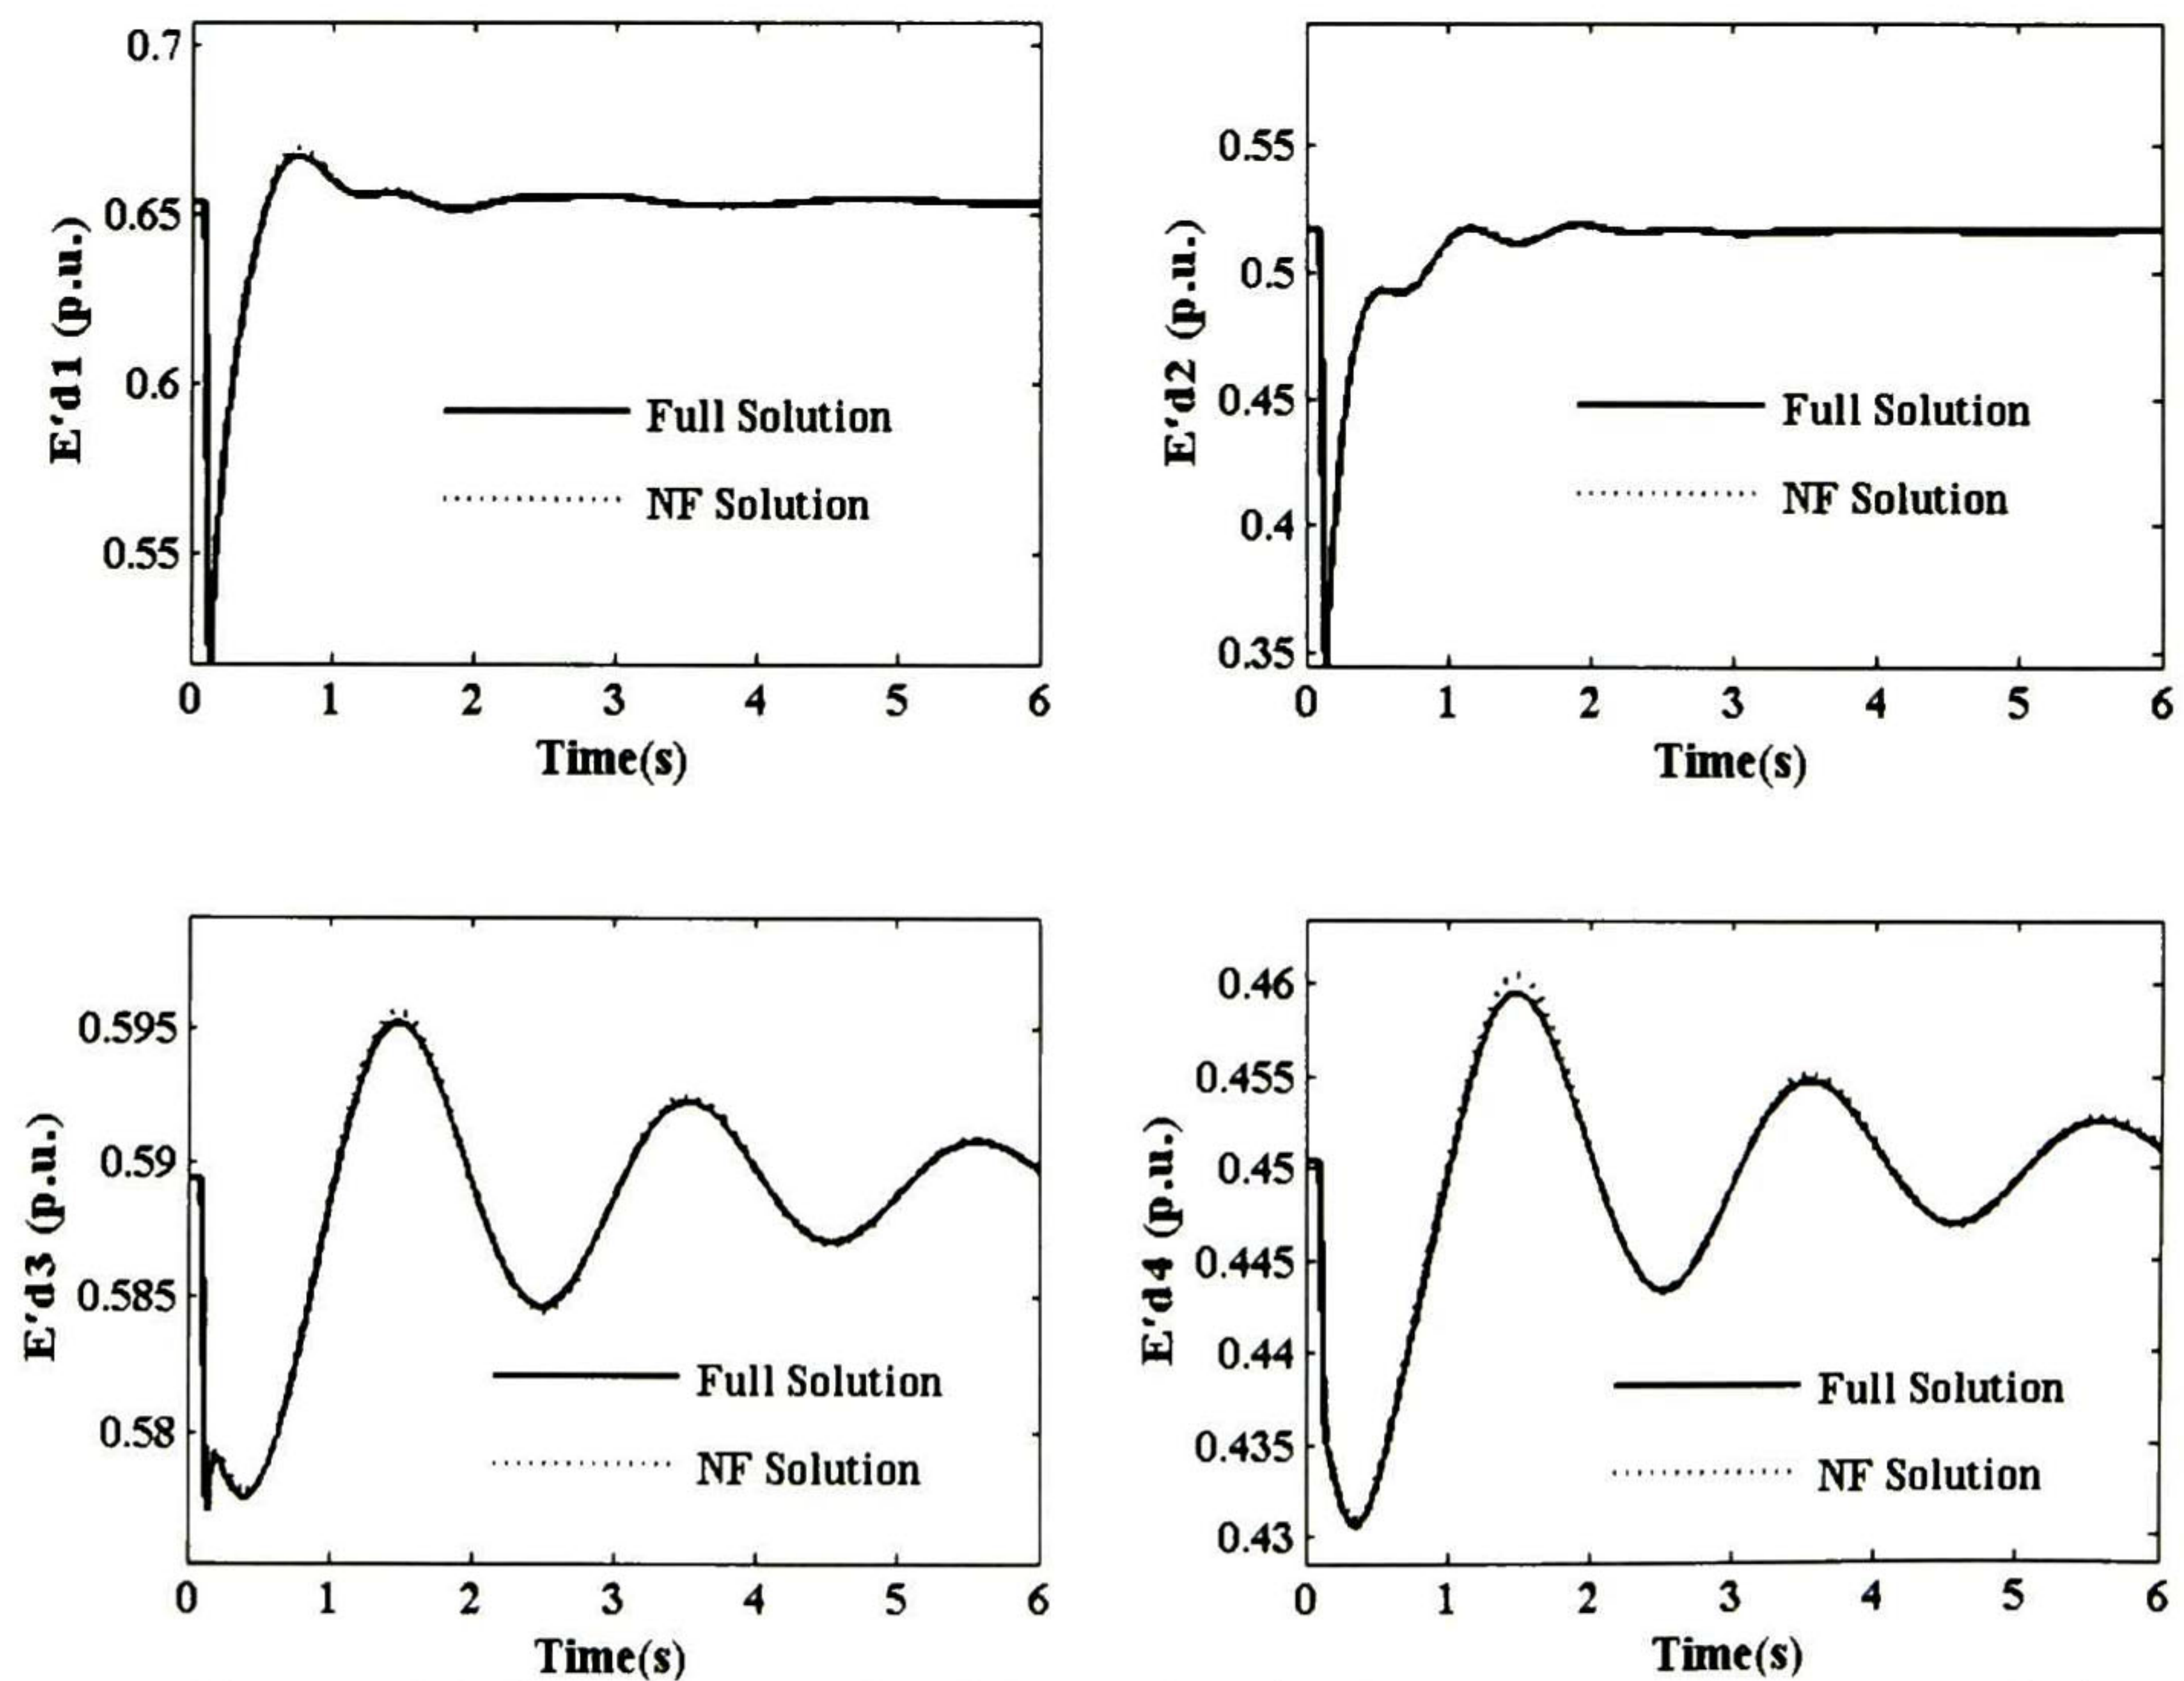 0.7
0.65
0.6
0.55
E'd1 (p.u.)
Full Solution
NF Solution
0 1 2 3 4 5 6
Time(s)
0.55
0.5
0.45
0.4
0.35
E'd2 (p.u.)
Full Solution
NF Solution
0 1 2 3 4 5 6
Time(s)
0.595
0.59
0.585
0.58
E'd3 (p.u.)
Full Solution
NF Solution
0 1 2 3 4 5 6
Time(s)
0.46
0.455
0.45
0.445
0.44
0.435
0.43
E'd4 (p.u.)
Full Solution
NF Solution
0 1 2 3 4 5 6
Time(s)